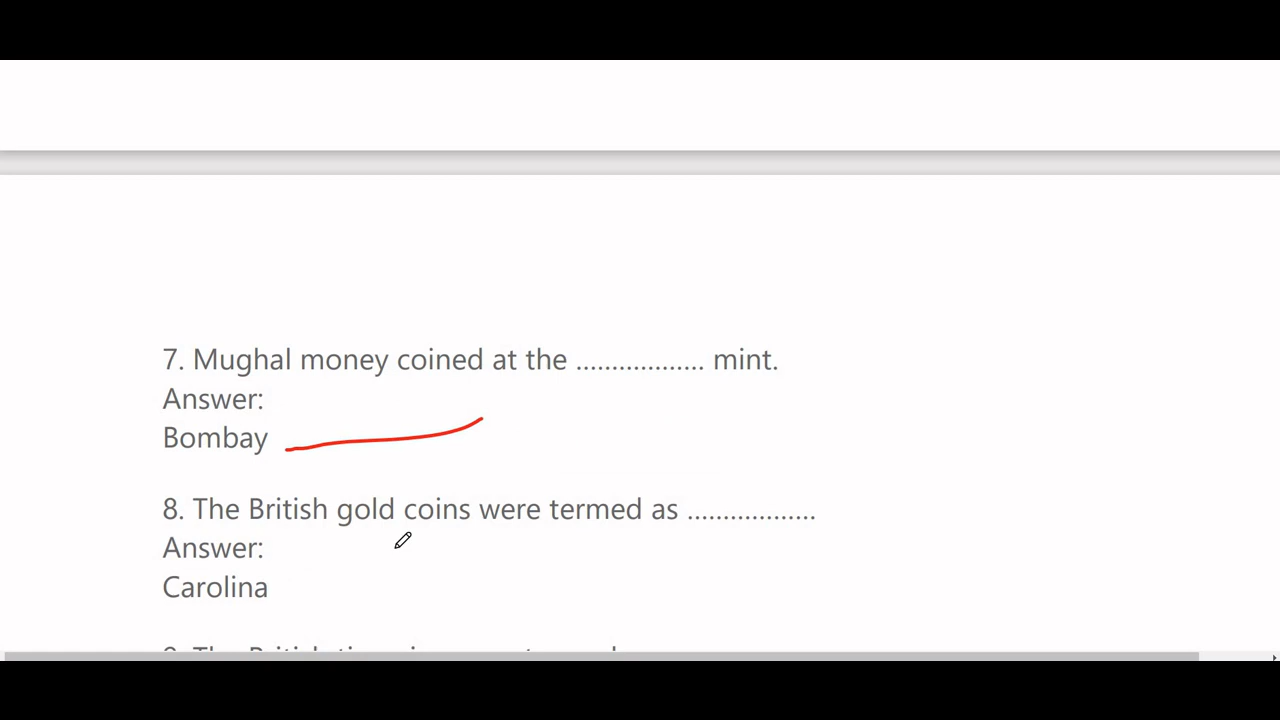 7. Mughal money coined at the .................. mint.
Answer:
Bombay
8. The British gold coins were termed as ..................
Answer:
Carolina